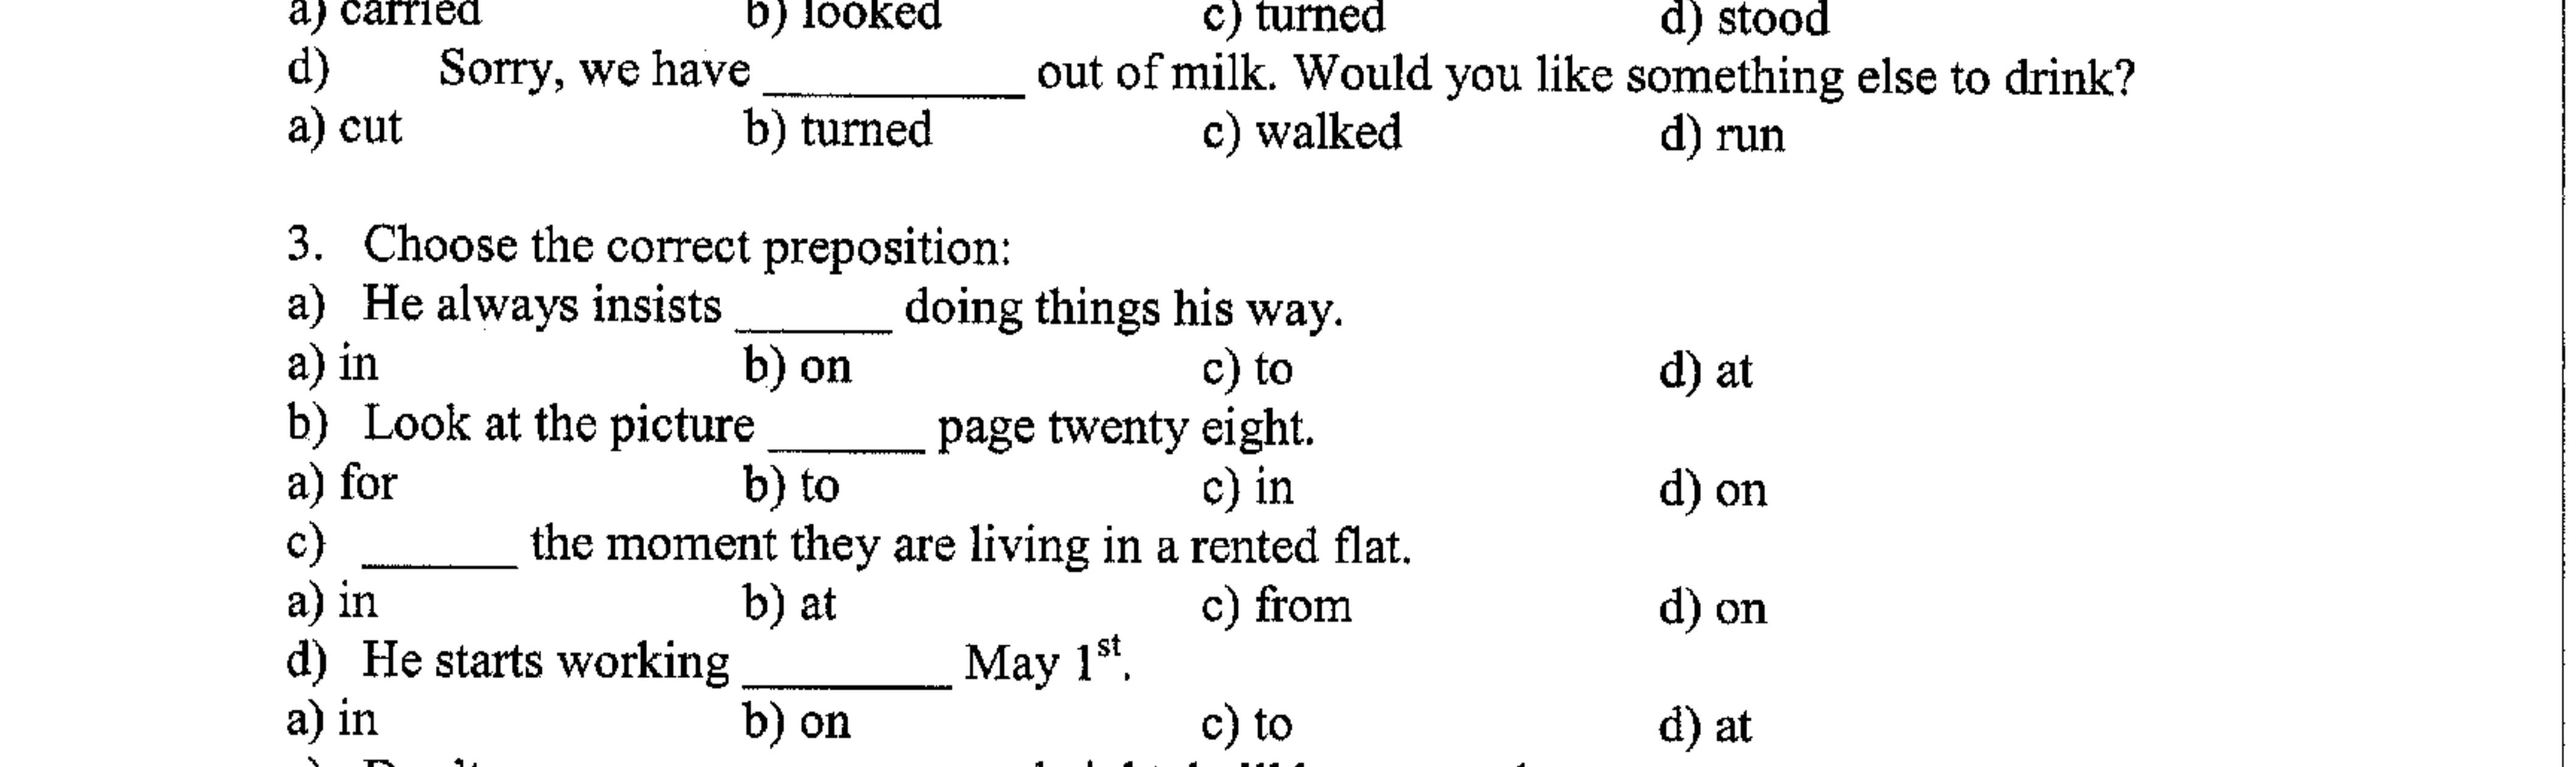 a) carried b) looked c) turned d) stood
d) Sorry, we have __________ out of milk. Would you like something else to drink?
a) cut b) turned c) walked d) run
3. Choose the correct preposition:
a) He always insists ______ doing things his way.
a) in b) on c) to d) at
b) Look at the picture ______ page twenty eight.
a) for b) to c) in d) on
c) ______ the moment they are living in a rented flat.
a) in b) at c) from d) on
d) He starts working ________ May 1st.
a) in b) on c) to d) at